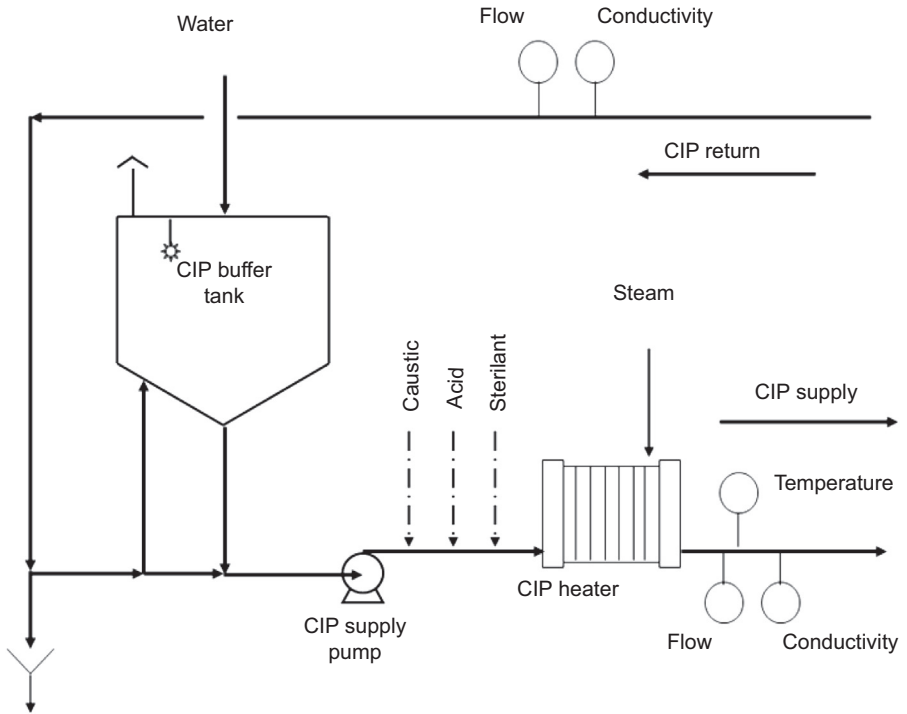 Water
Flow
Conductivity
CIP return
CIP buffer
tank
Steam
Caustic
Acid
Sterilant
CIP supply
Temperature
CIP heater
CIP supply
pump
Flow
Conductivity